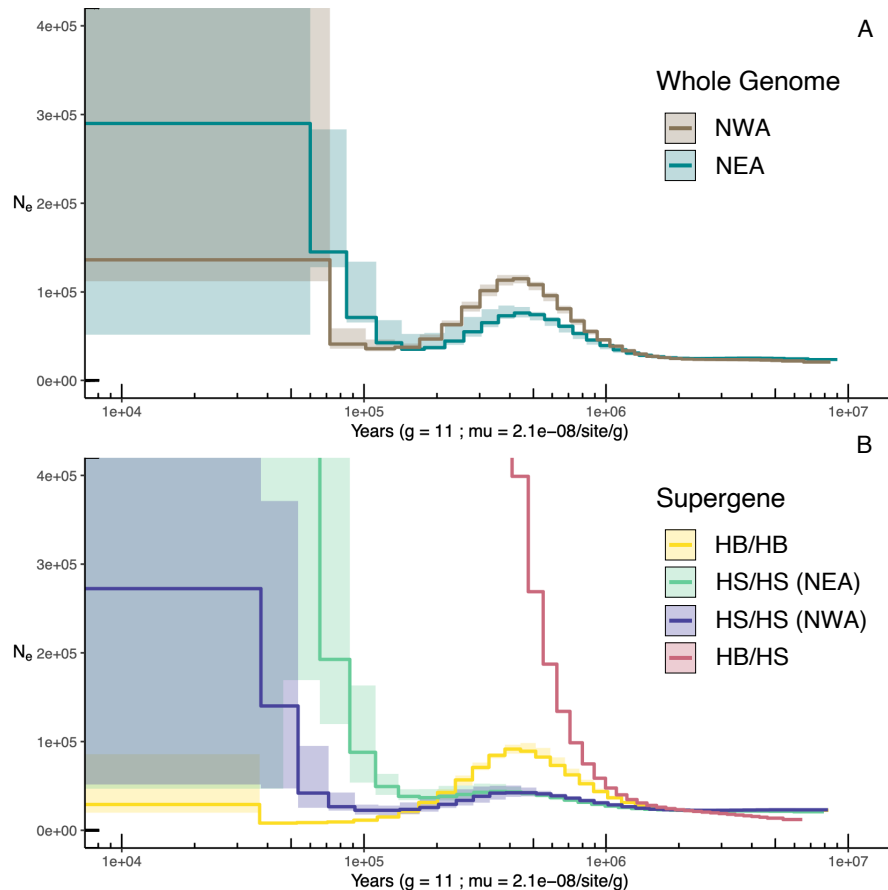 A
4e+05
Whole Genome
NWA
3e+05
NEA
Ne
2e+05
1e+05
0e+00
1e+04 1e+05 1e+06 1e+07
Years (g = 11 ; mu = 2.1e−08/site/g)
B
4e+05
Supergene
HB/HB
3e+05
HS/HS (NEA)
HS/HS (NWA)
Ne
2e+05
HB/HS
1e+05
0e+00
1e+04 1e+05 1e+06 1e+07
Years (g = 11 ; mu = 2.1e−08/site/g)